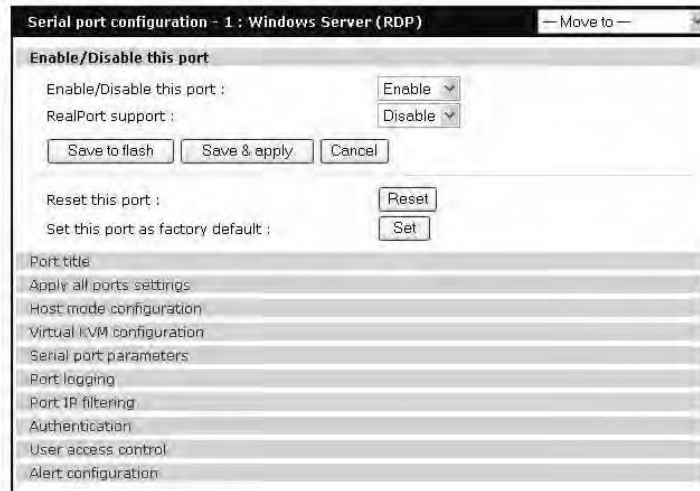 Serial port configuration - 1 : Windows Server (RDP) — Move to —
Enable/Disable this port
Enable/Disable this port : Enable
RealPort support : Disable
Save to flash Save & apply Cancel
Reset this port : Reset
Set this port as factory default : Set
Port title
Apply all ports settings
Host mode configuration
Virtual KVM configuration
Serial port parameters
Port logging
Port IP filtering
Authentication
User access control
Alert configuration